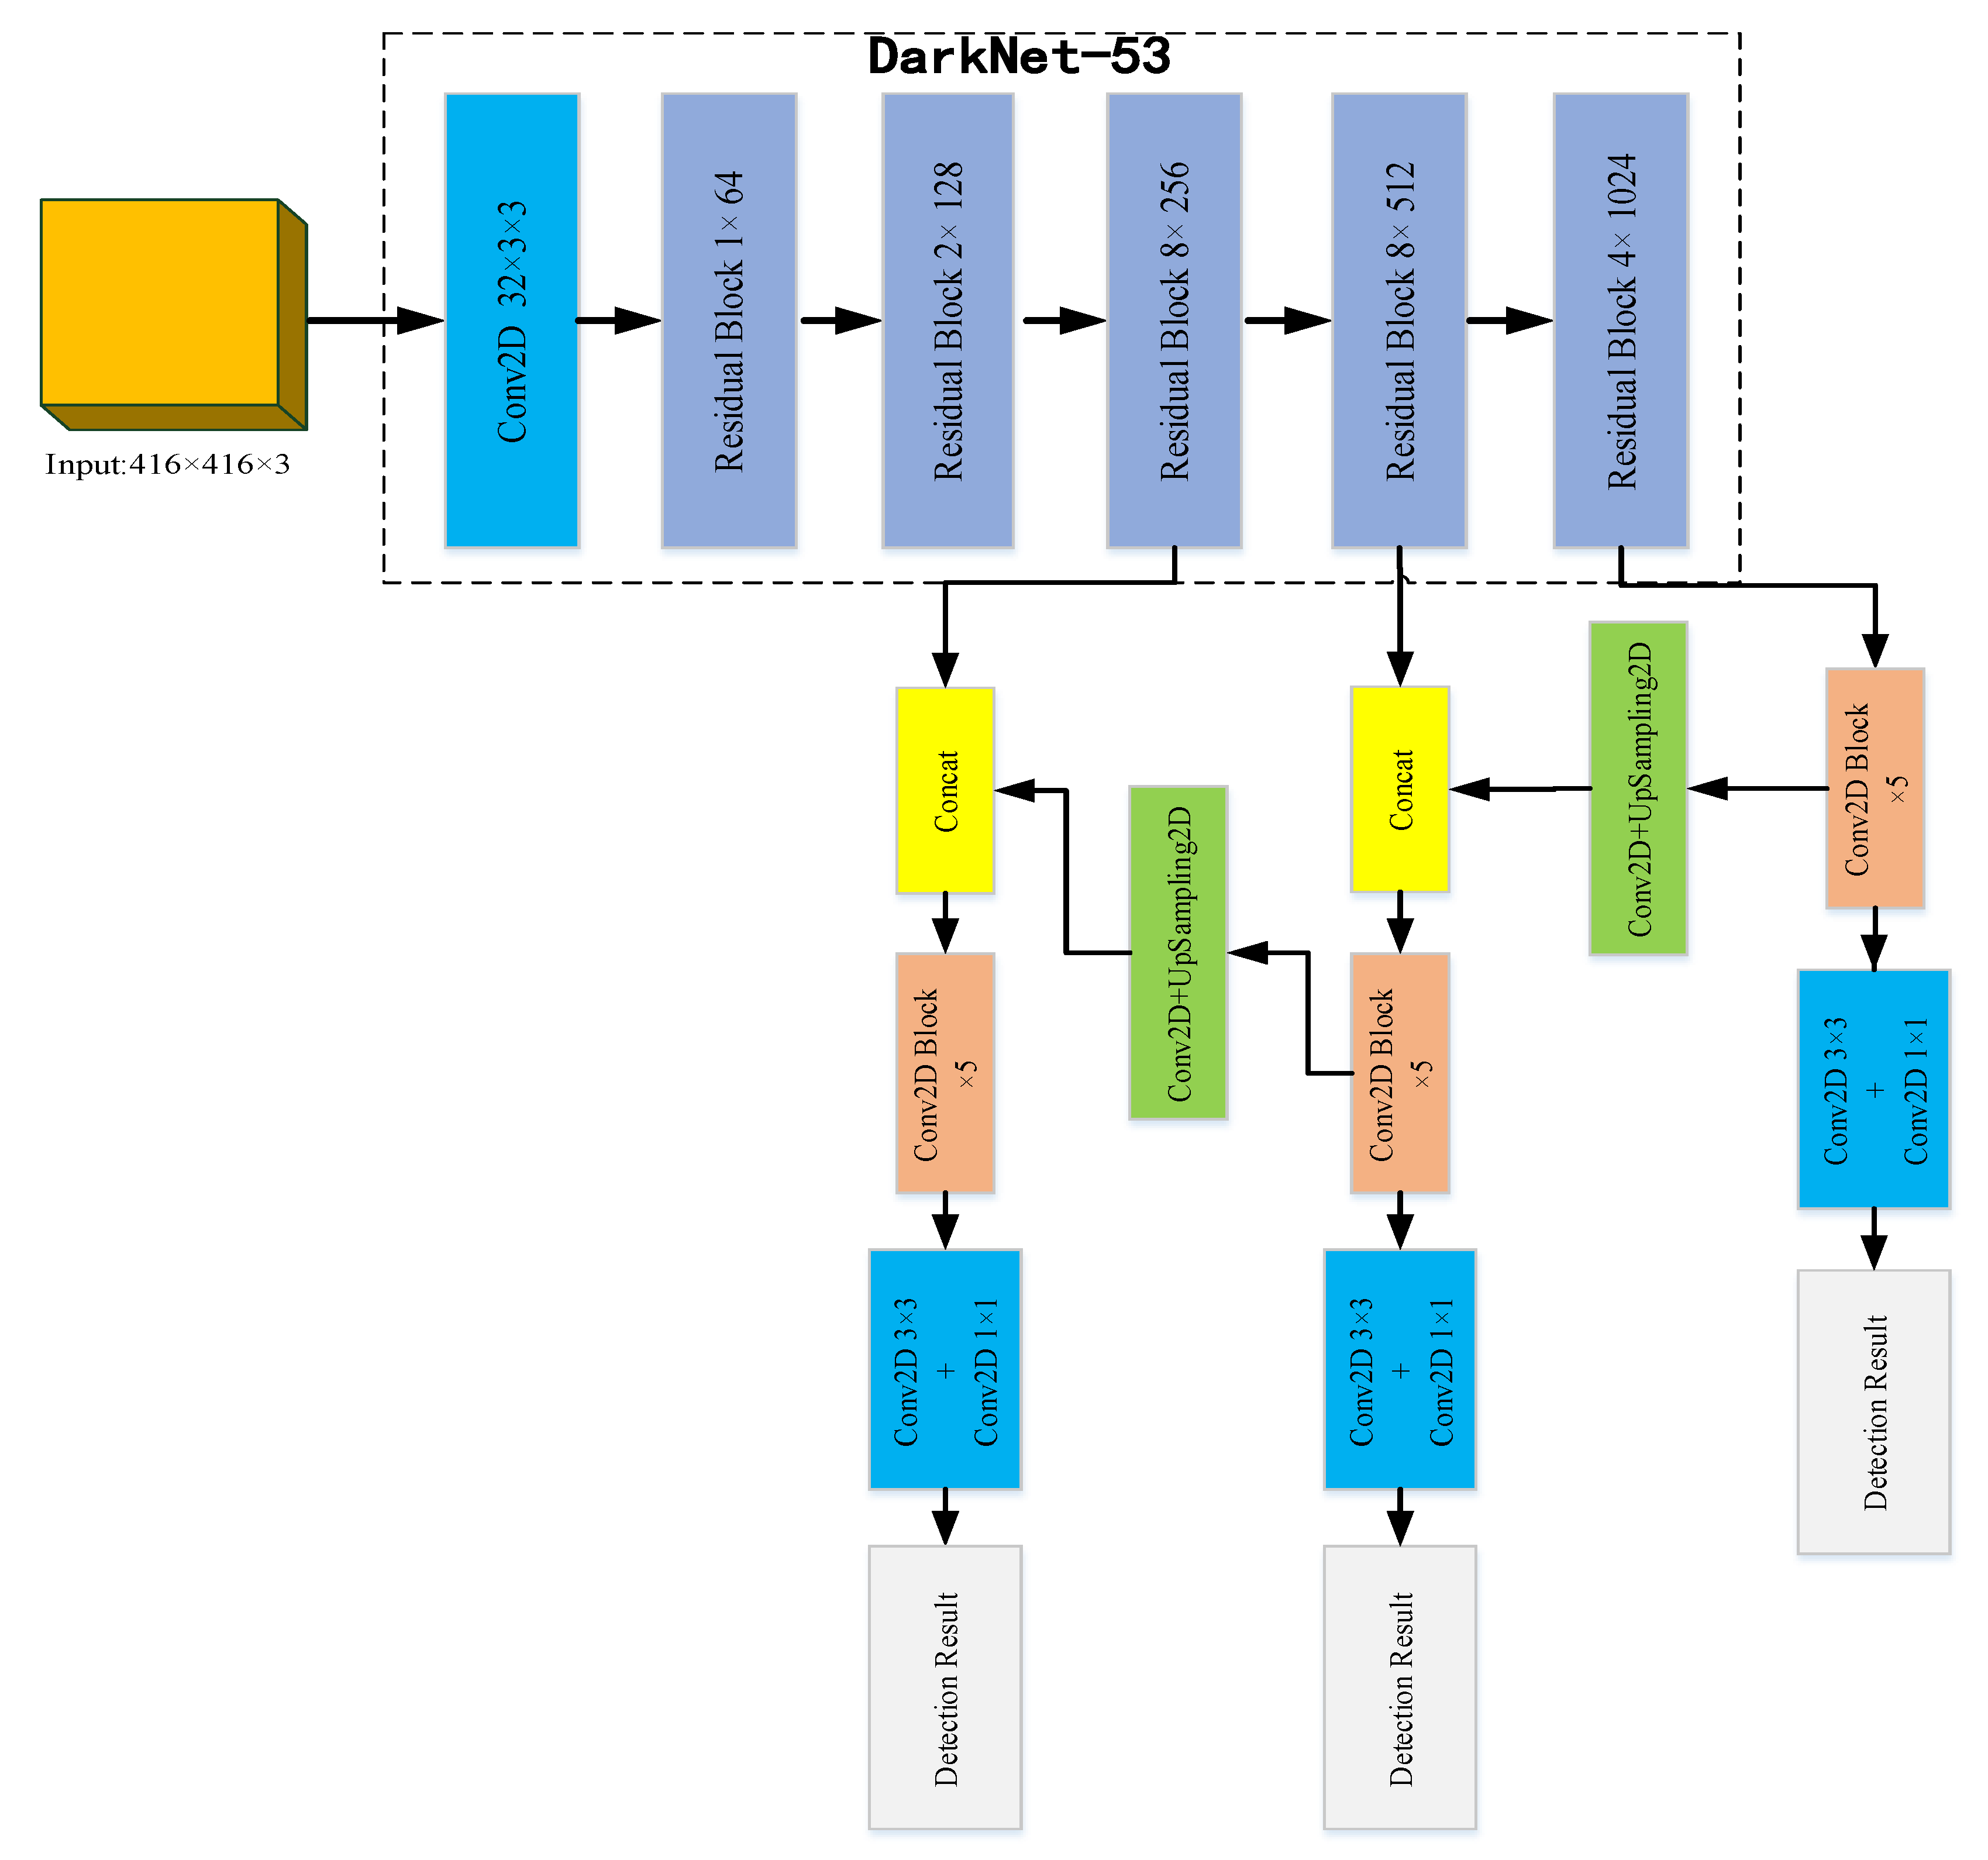 DarkNet-53
Input:416×416×3
Conv2D 32×3×3
Residual Block 1× 64
Residual Block 2× 128
Residual Block 8× 256
Residual Block 8× 512
Residual Block 4× 1024
Concat
Conv2D+UpSampling2D
Concat
Conv2D+UpSampling2D
Conv2D Block
×5
Conv2D Block
×5
Conv2D Block
×5
Conv2D 3×3
+
Conv2D 1×1
Conv2D 3×3
+
Conv2D 1×1
Conv2D 3×3
+
Conv2D 1×1
Detection Result
Detection Result
Detection Result